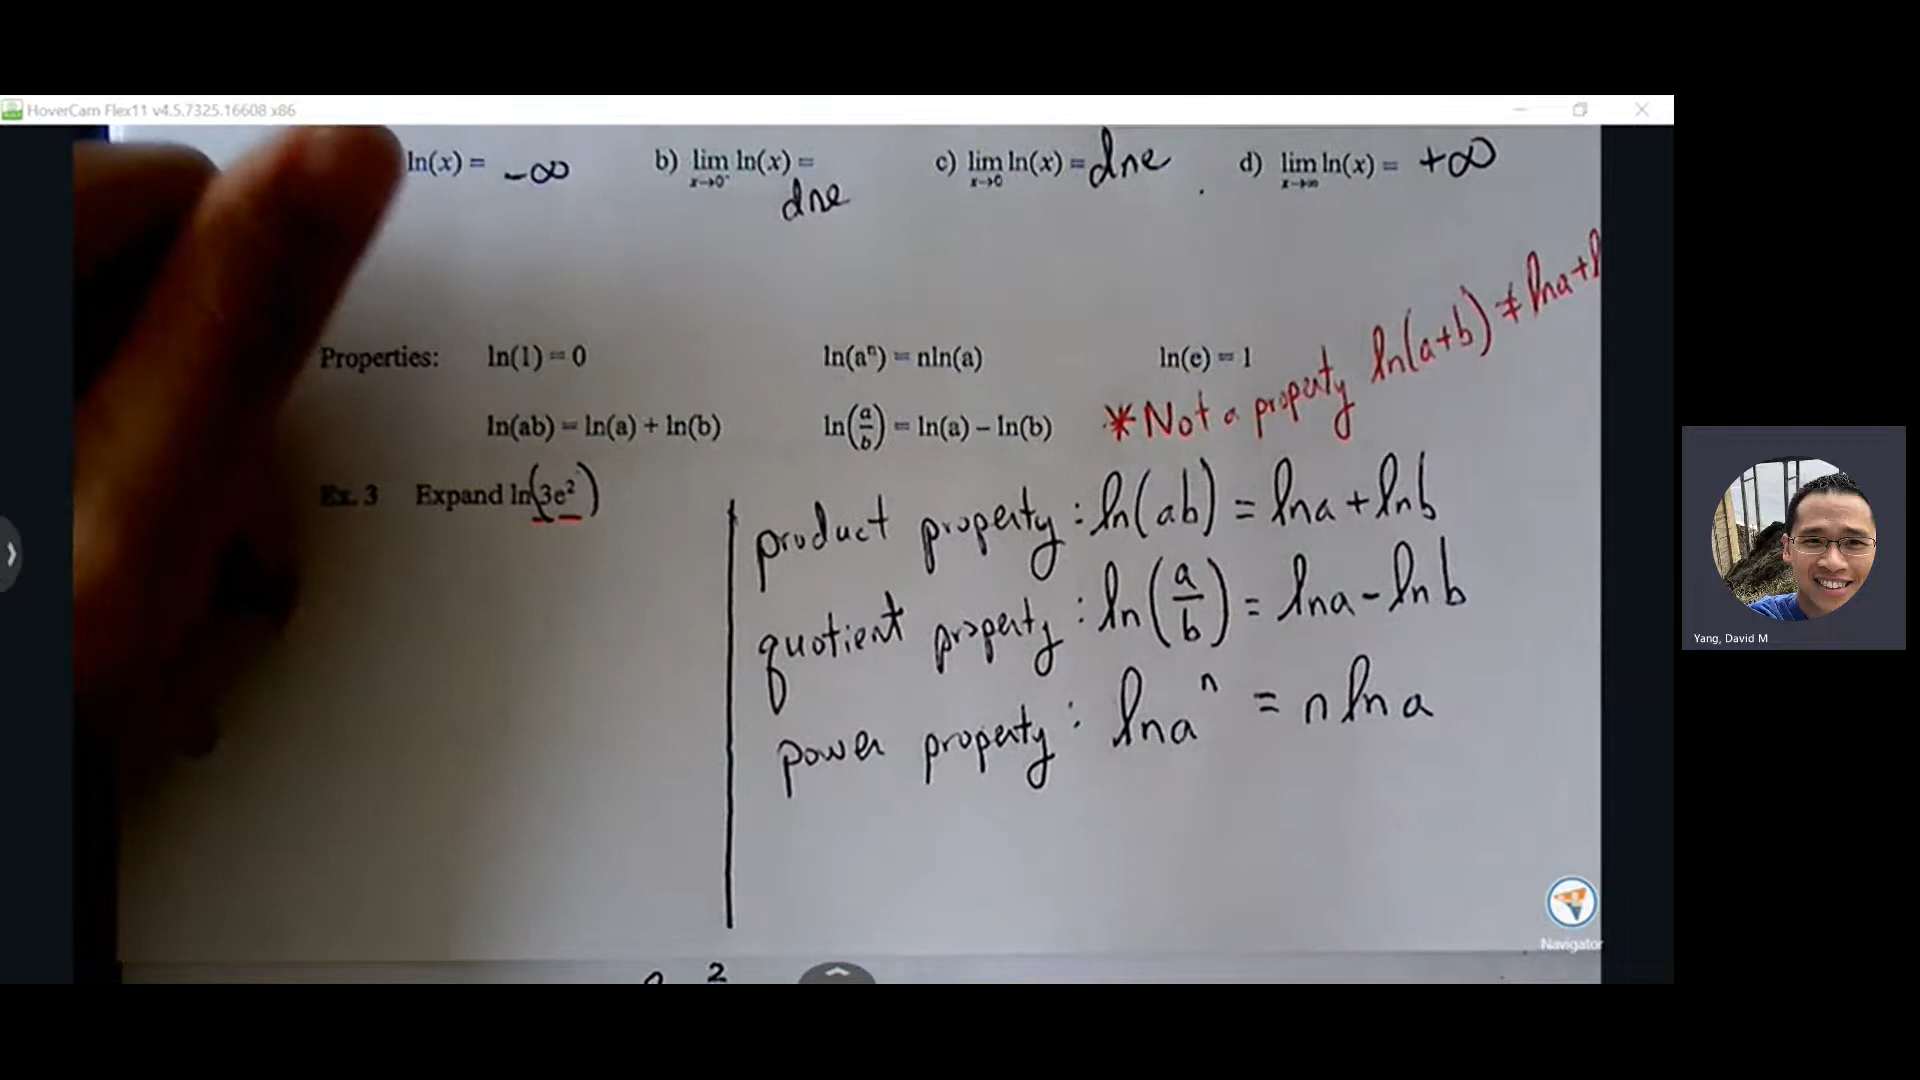 HoverCam Flex11 v4.5.7325.16608 x86
ln(x) = -∞ b) lim x→0⁻ ln(x) = dne c) lim x→0 ln(x) = dne d) lim x→∞ ln(x) = +∞
Properties: ln(1) = 0 ln(aⁿ) = nln(a) ln(e) = 1
ln(ab) = ln(a) + ln(b) ln(a/b) = ln(a) – ln(b)
*Not a property ln(a+b) ≠ lna+
Ex. 3 Expand ln(3e²)
product property : ln(ab) = lna + lnb
quotient property : ln(a/b) = lna - lnb
power property : lnaⁿ = n ln a
2
Navigator
Yang, David M